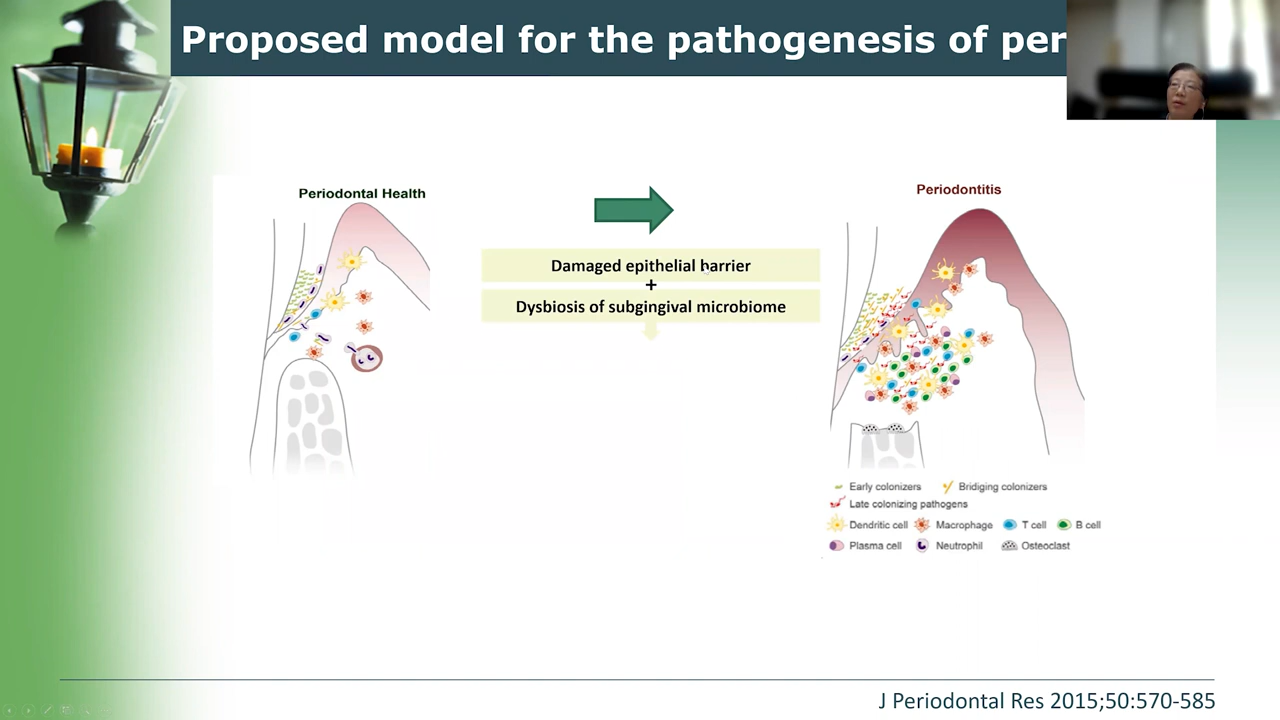 Proposed model for the pathogenesis of per
Periodontal Health
Periodontitis
Damaged epithelial barrier
+
Dysbiosis of subgingival microbiome
Early colonizers
Bridging colonizers
Late colonizing pathogens
Dendritic cell
Macrophage
T cell
B cell
Plasma cell
Neutrophil
Osteoclast
J Periodontal Res 2015;50:570-585